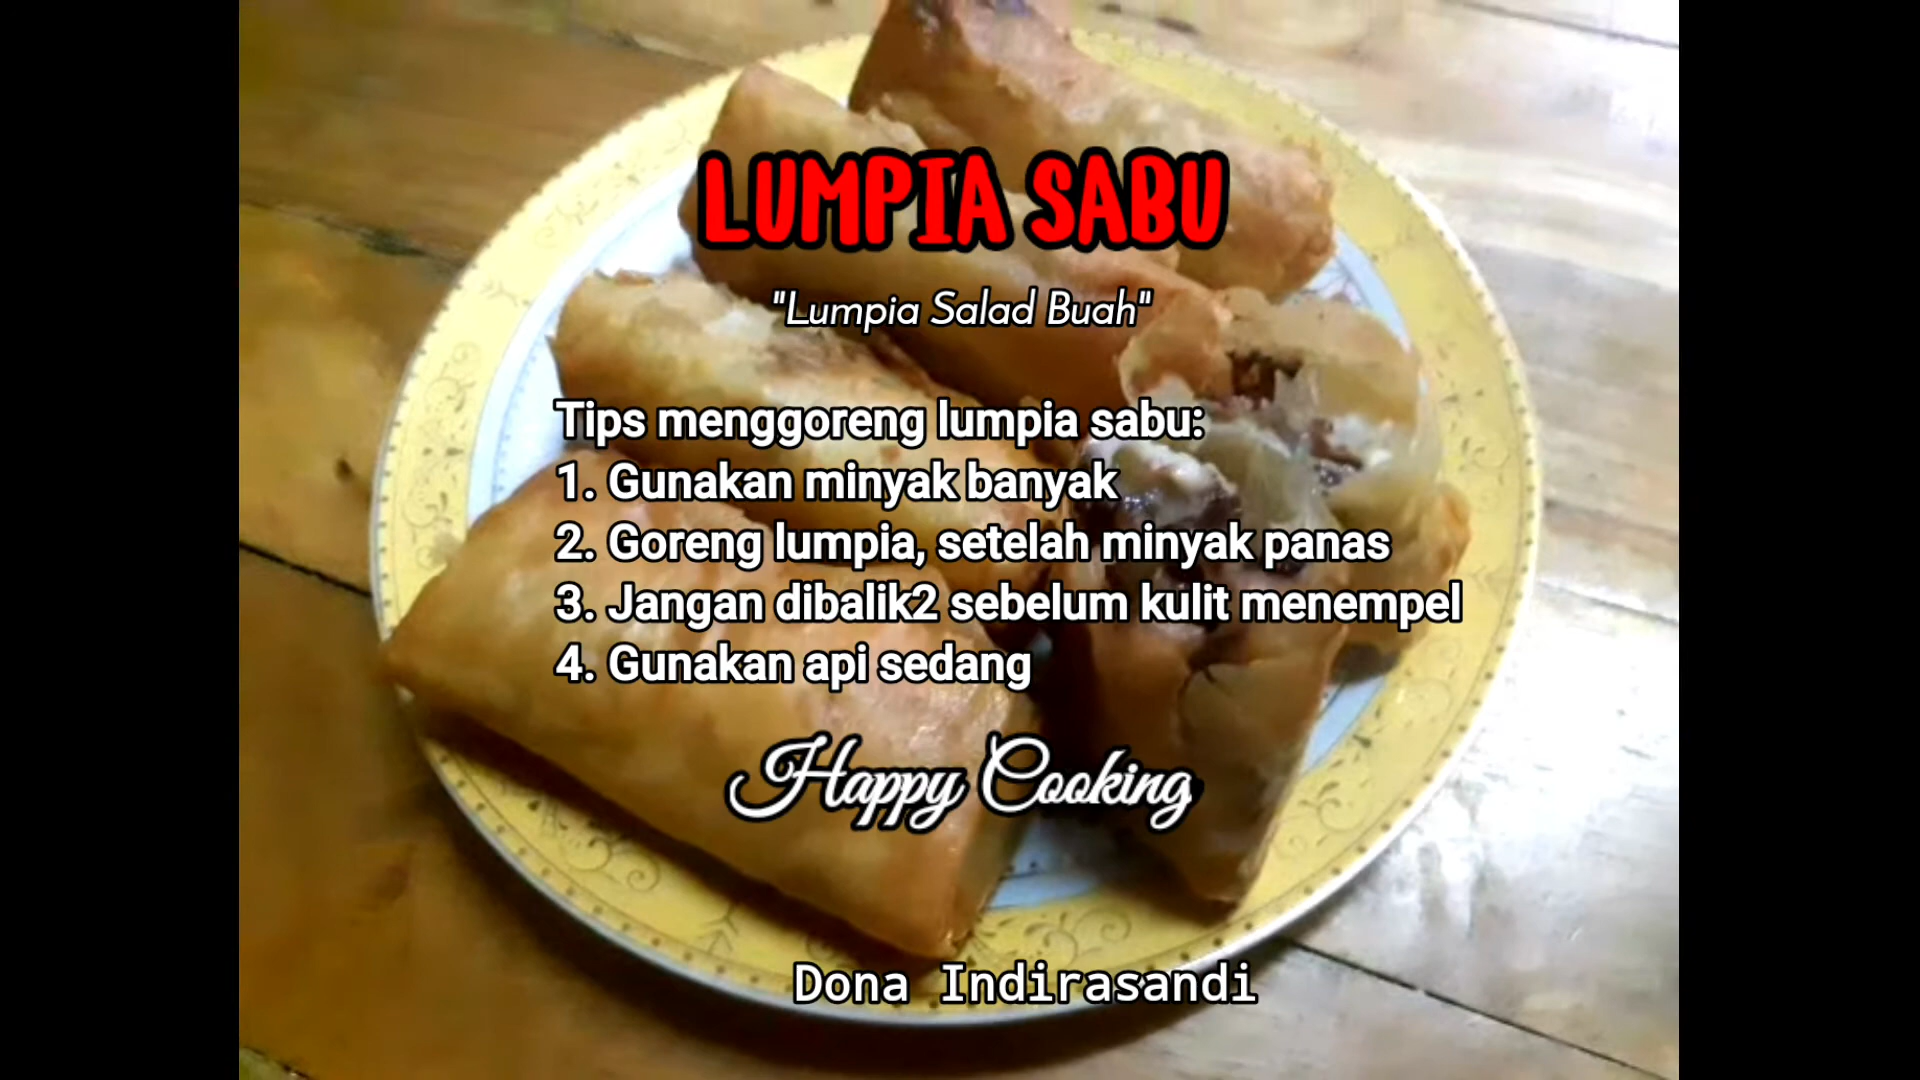 LUMPIA SABU
"Lumpia Salad Buah"
Tips menggoreng lumpia sabu:
1. Gunakan minyak banyak
2. Goreng lumpia, setelah minyak panas
3. Jangan dibalik2 sebelum kulit menempel
4. Gunakan api sedang
Happy Cooking
Dona Indirasandi